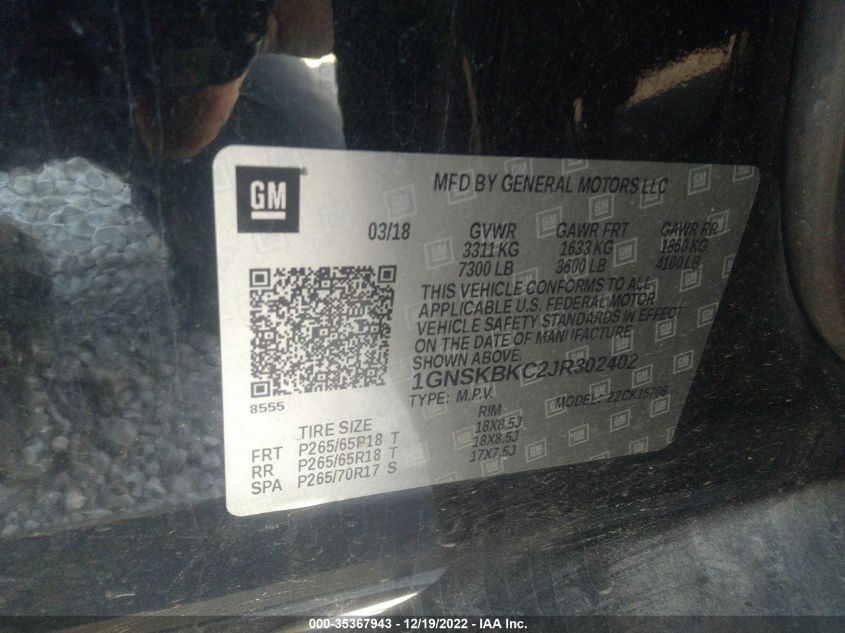 GM
MFD BY GENERAL MOTORS LLC
03/18 GVWR GAWR FRT GAWR RR
3311 KG 1633 KG 1860 KG
7300 LB 3600 LB 4100 LB
THIS VEHICLE CONFORMS TO ALL
APPLICABLE U.S. FEDERAL MOTOR
VEHICLE SAFETY STANDARDS IN EFFECT
ON THE DATE OF MANUFACTURE
SHOWN ABOVE.
1GNSKBKC2JR302402
TYPE: M.P.V. MODEL: 22CK15706
8555
TIRE SIZE RIM
FRT P265/65R18 T 18X8.5J
RR P265/65R18 T 18X8.5J
SPA P265/70R17 S 17X7.5J
000-35367943 - 12/19/2022 - IAA